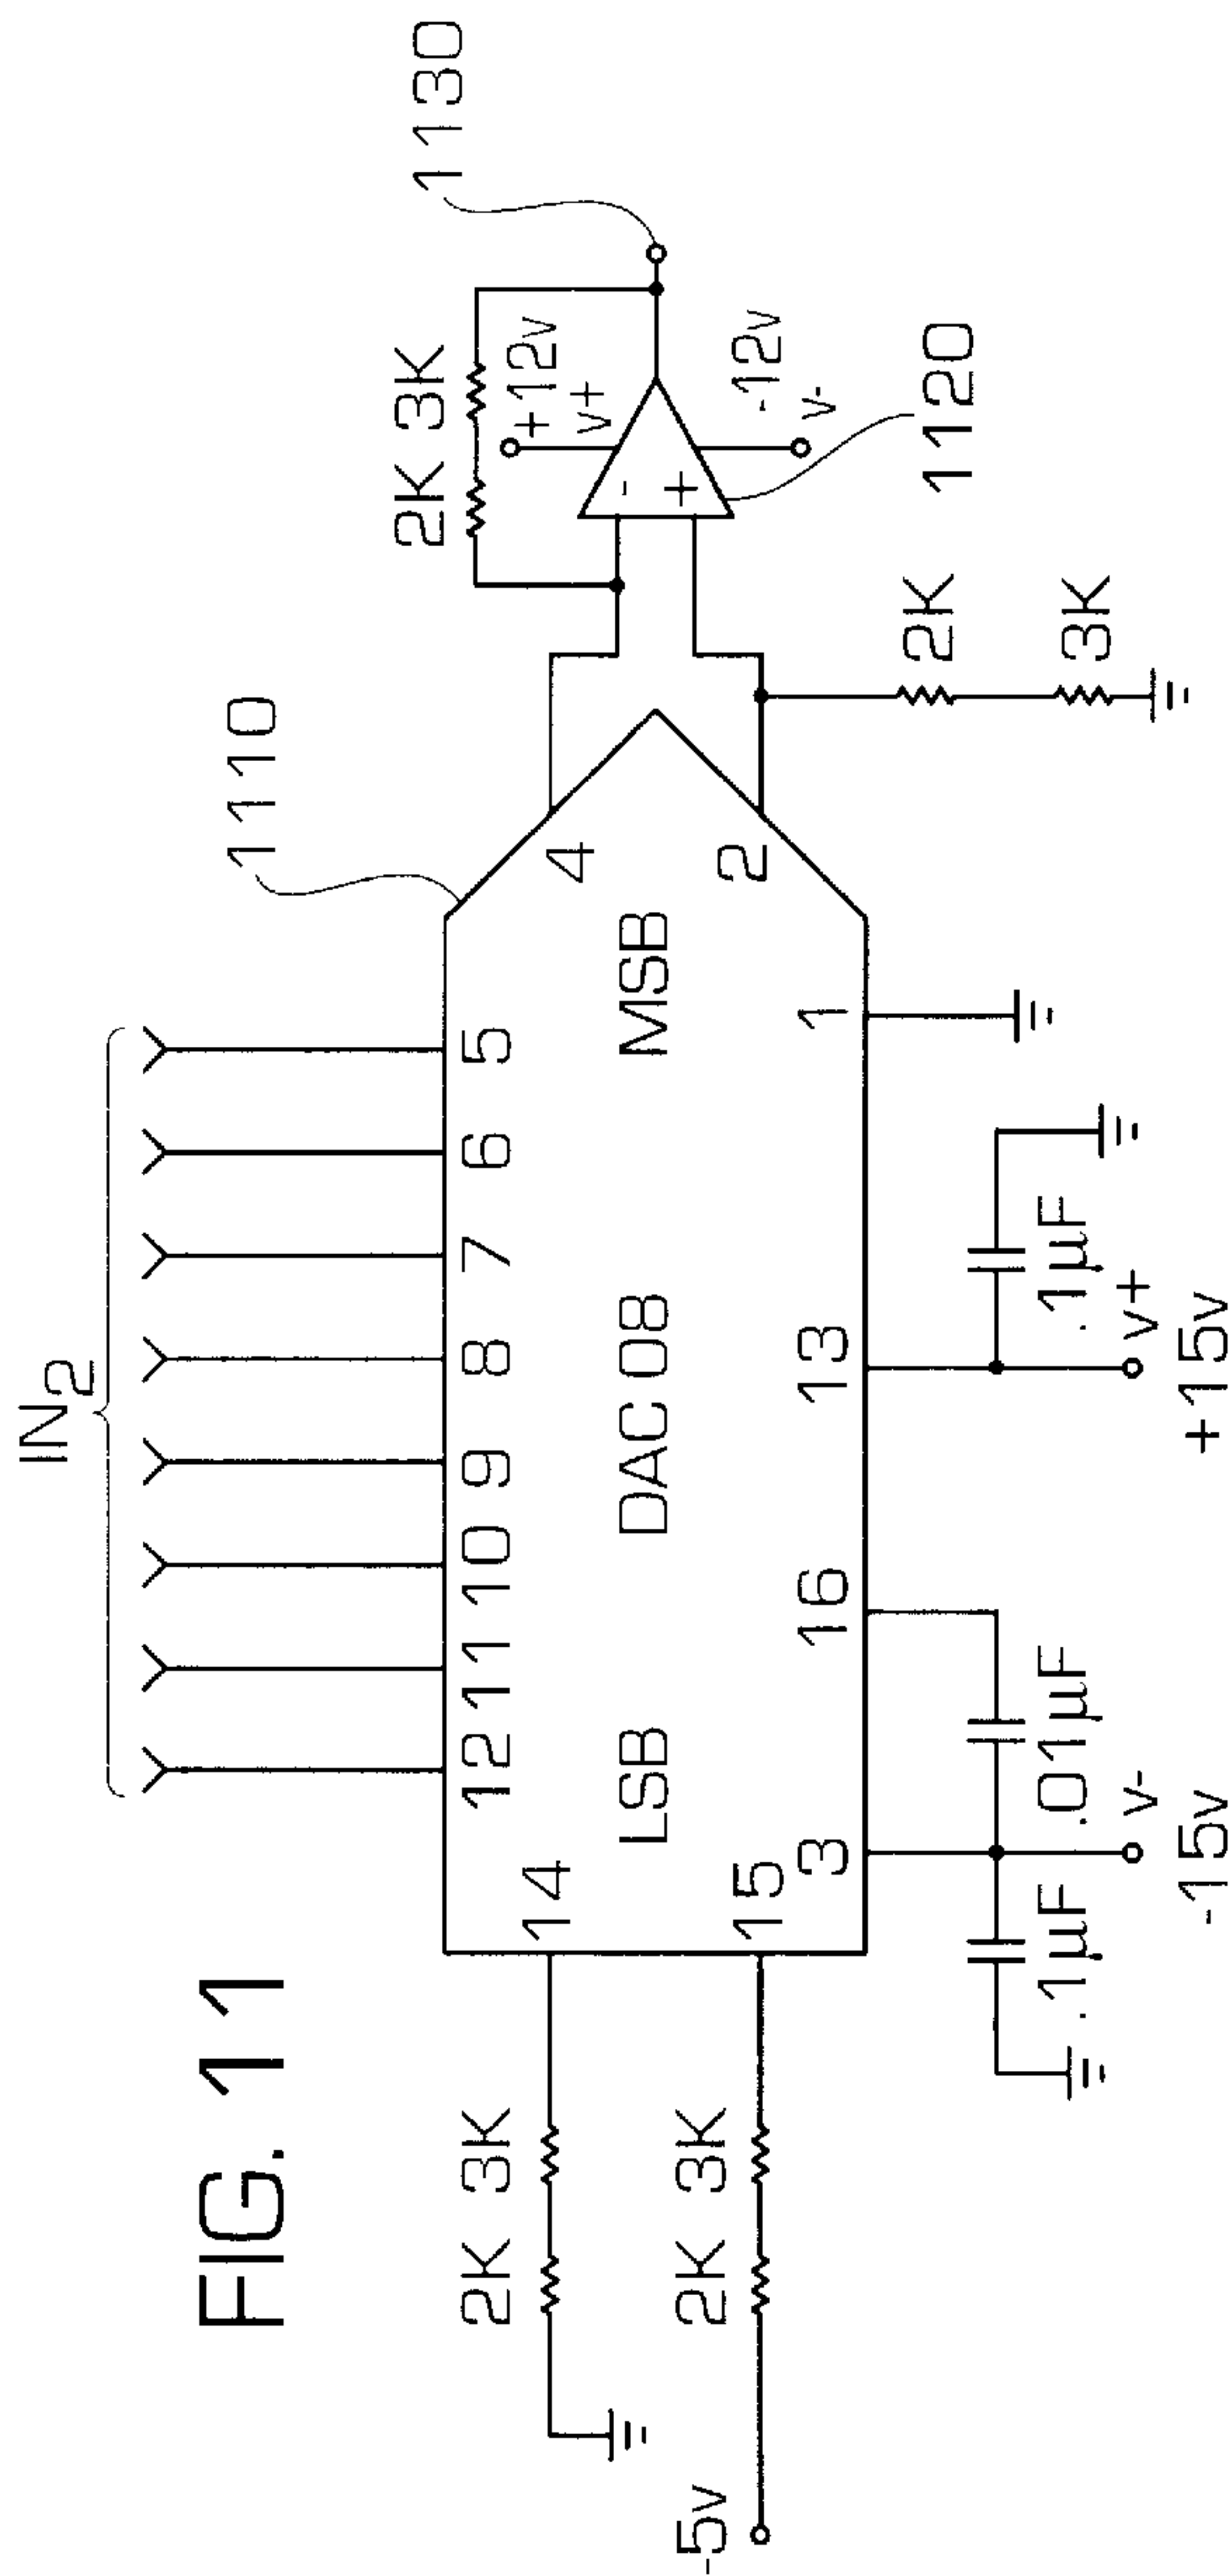 FIG. 11
IN2
12 11 10 9 8 7 6 5
1110
1130
2K 3K
+12v
v+
-
+
-12v
v-
1120
14
15
LSB
DAC 08
MSB
4
2
3
16
13
1
2K 3K
2K 3K
-5v
.1µF
.01µF
v-
-15v
.1µF
v+
+15v
2K
3K